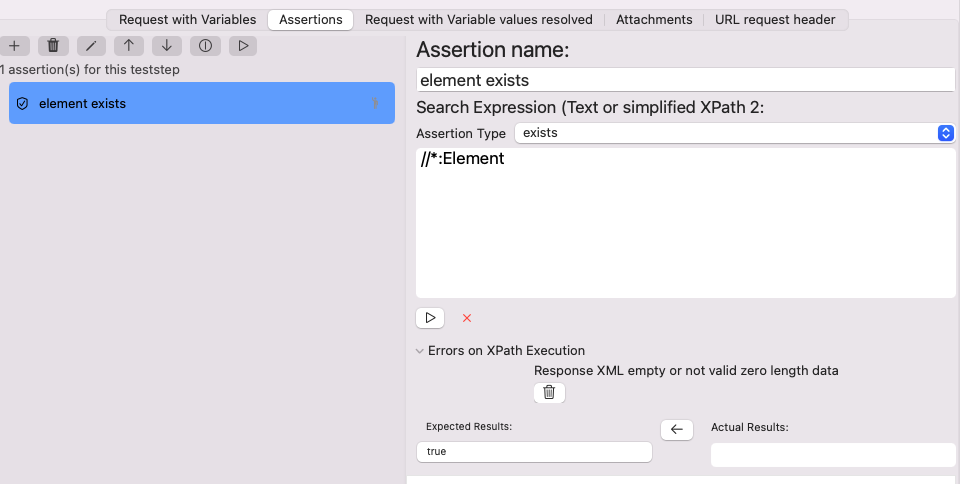 Request with Variables
Assertions
Request with Variable values resolved
Attachments
URL request header
1 assertion(s) for this teststep
element exists
Assertion name:
element exists
Search Expression (Text or simplified XPath 2:
Assertion Type
exists
//*:Element
Errors on XPath Execution
Response XML empty or not valid zero length data
Expected Results:
Actual Results:
true